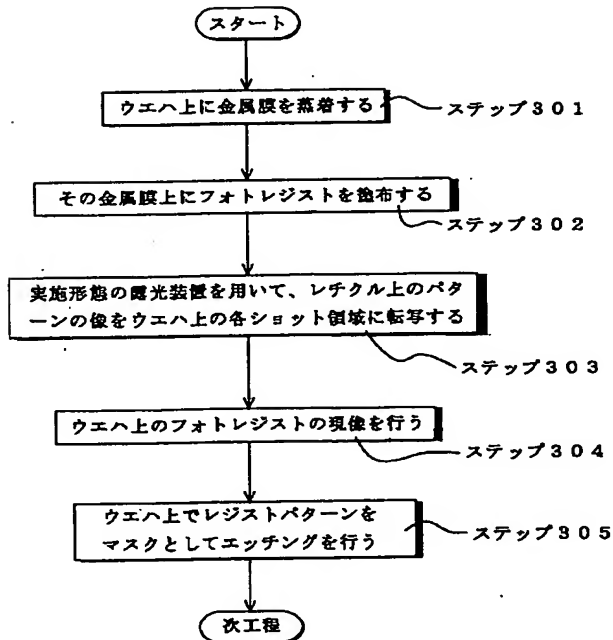 スタート
ウエハ上に金属膜を蒸着する
ステップ301
その金属膜上にフォトレジストを塗布する
ステップ302
実施形態の露光装置を用いて、レチクル上のパタ
ーンの像をウエハ上の各ショット領域に転写する
ステップ303
ウエハ上のフォトレジストの現像を行う
ステップ304
ウエハ上でレジストパターンを
マスクとしてエッチングを行う
ステップ305
次工程